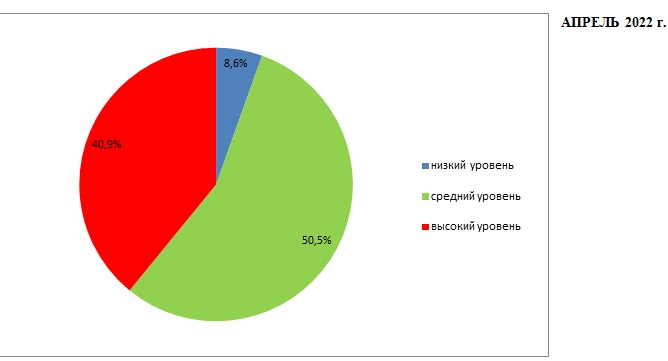 АПРЕЛЬ 2022 г.
8,6%
40,9%
50,5%
низкий уровень
средний уровень
высокий уровень